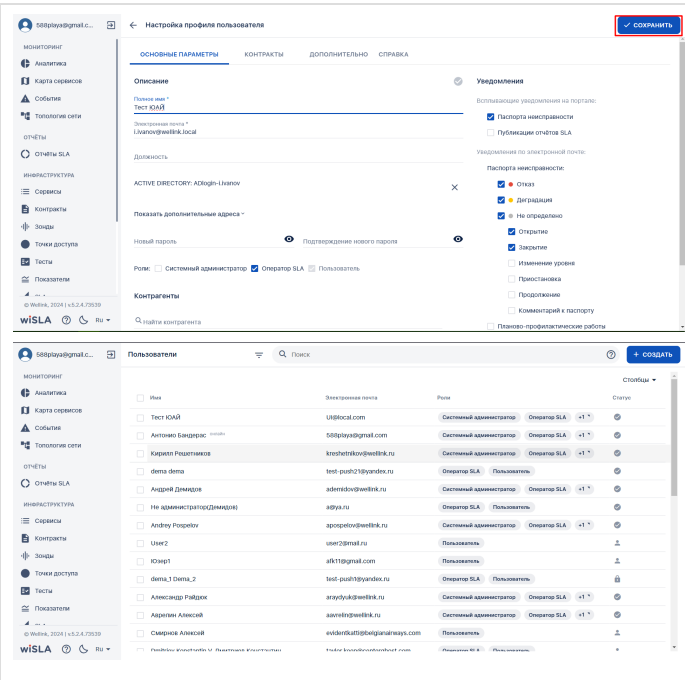 588playa@gmail.c...
← Настройка профиля пользователя
СОХРАНИТЬ
МОНИТОРИНГ
Аналитика
Карта сервисов
События
Топология сети
ОТЧЁТЫ
Отчёты SLA
ИНФРАСТРУКТУРА
Сервисы
Контракты
Зонды
Точки доступа
Тесты
Показатели
© Wellink, 2024 | v.5.2.4.73539
wiSLA
RU
ОСНОВНЫЕ ПАРАМЕТРЫ КОНТРАКТЫ ДОПОЛНИТЕЛЬНО СПРАВКА
Описание
Полное имя *
Тест ЮАЙ
Электронная почта *
i.ivanov@wellink.local
Должность
ACTIVE DIRECTORY: ADlogin-i.ivanov
Показать дополнительные адреса
Новый пароль
Подтверждение нового пароля
Роли: Системный администратор Оператор SLA Пользователь
Контрагенты
Найти контрагента
Уведомления
Всплывающие уведомления на портале:
Паспорта неисправности
Публикации отчётов SLA
Уведомления по электронной почте:
Паспорта неисправности:
Отказ
Деградация
Не определено
Открытие
Закрытие
Изменение уровня
Приостановка
Продолжение
Комментарий к паспорту
Планово-профилактические работы
588playa@gmail.c...
Пользователи
Поиск
+ СОЗДАТЬ
МОНИТОРИНГ
Аналитика
Карта сервисов
События
Топология сети
ОТЧЁТЫ
Отчёты SLA
ИНФРАСТРУКТУРА
Сервисы
Контракты
Зонды
Точки доступа
Тесты
Показатели
© Wellink, 2024 | v.5.2.4.73539
wiSLA
RU
Столбцы
Имя Электронная почта Роли Статус
Тест ЮАЙ UI@local.com Системный администратор Оператор SLA +1
Антонио Бандерас онлайн 588playa@gmail.com Системный администратор Оператор SLA +1
Кирилл Решетников kreshetnikov@wellink.ru Системный администратор Оператор SLA +1
dema dema test-push21@yandex.ru Оператор SLA Пользователь
Андрей Демидов ademidov@wellink.ru Системный администратор Оператор SLA +1
Не администратор(Демидов) a@ya.ru Оператор SLA Пользователь
Andrey Pospelov apospelov@wellink.ru Системный администратор Оператор SLA +1
User2 user2@mail.ru Пользователь
Юзер1 afk11@gmail.com Пользователь
dema_1 Dema_2 test-push1@yandex.ru Оператор SLA Пользователь
Александр Райдюк araydyuk@wellink.ru Системный администратор Оператор SLA +1
Аврелин Алексей aavrelin@wellink.ru Системный администратор Оператор SLA +1
Смирнов Алексей evidentkatti@belgianairways.com Пользователь